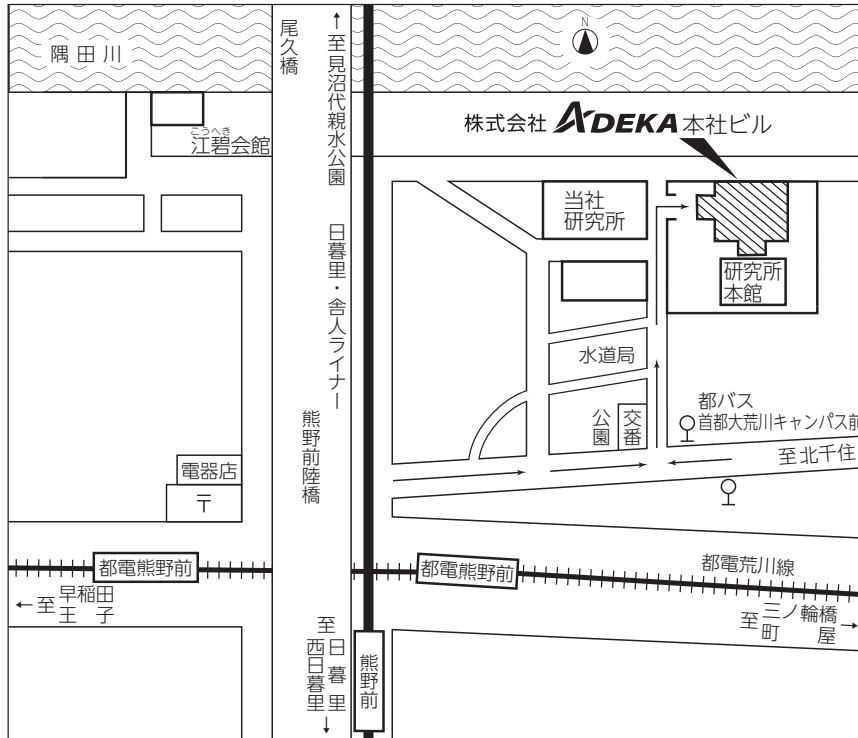 隅田川
尾久橋
←至見沼代親水公園
N
こうへき
江碧会館
株式会社 ADEKA 本社ビル
当社
研究所
研究所
本館
日暮里・舎人ライナー
水道局
公園
交番
都バス
首都大荒川キャンパス前
至北千住
熊野前陸橋
電器店
〒
都電熊野前
都電熊野前
都電荒川線
←至早稲田
王子
至三ノ輪橋→
町屋
至日暮里
西日暮里→
熊野前